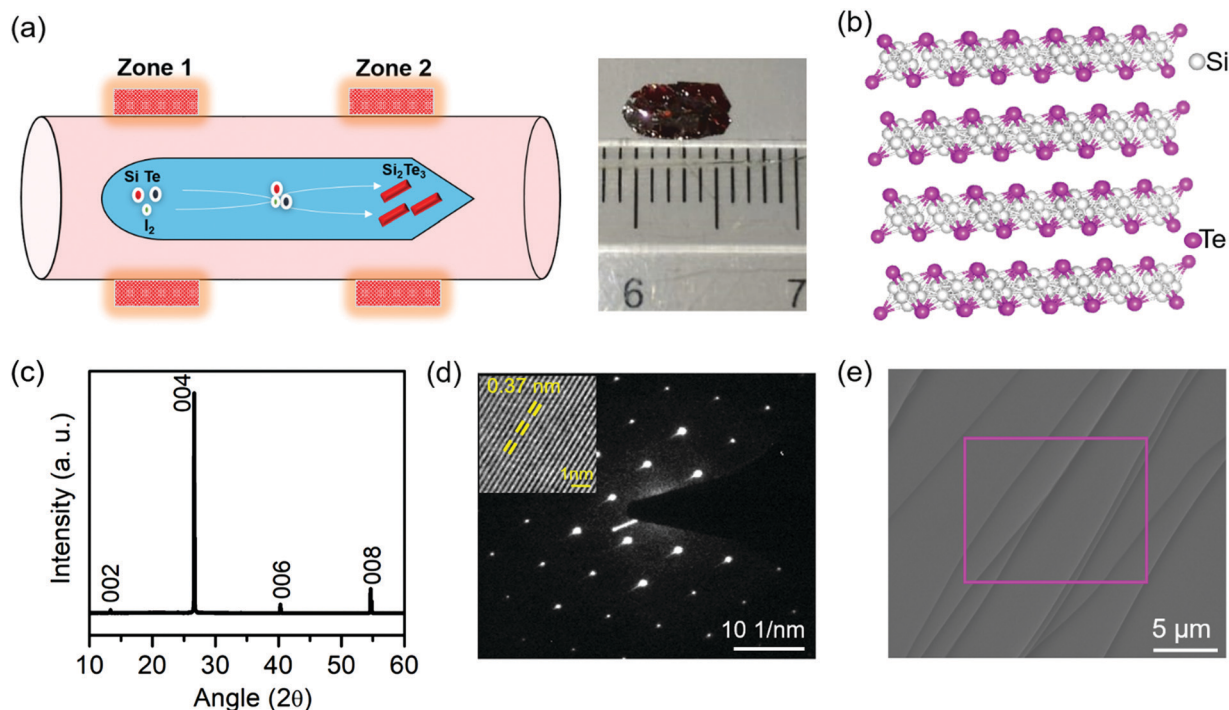 (a)
Zone 1
Zone 2
Si Te
I₂
Si₂Te₃
6
7
(b)
Si
Te
(c)
Intensity (a. u.)
002
004
006
008
10
20
30
40
50
60
Angle (2θ)
(d)
0.37 nm
1nm
10 1/nm
(e)
5 µm